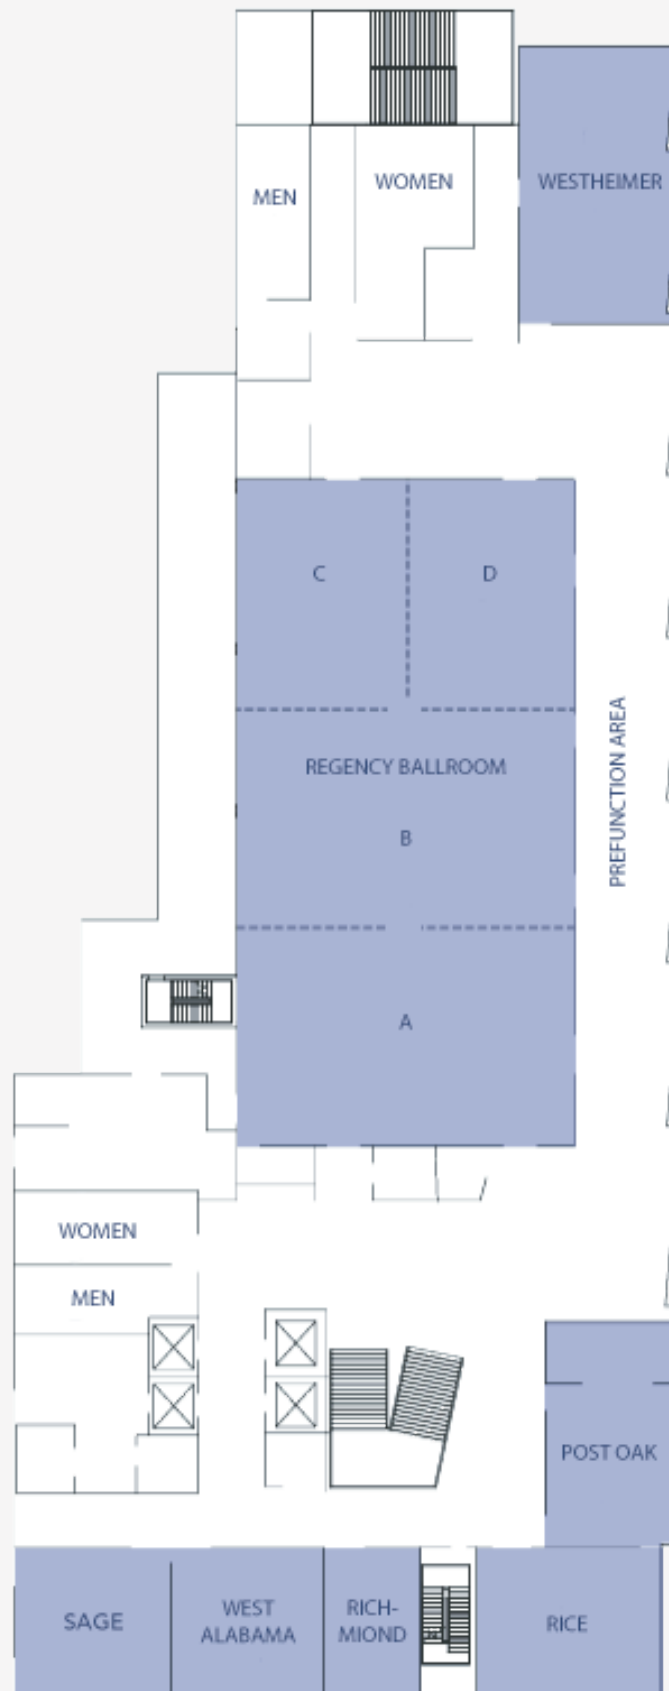 MEN
WOMEN
WESTHEIMER
C
D
REGENCY BALLROOM
B
PREFUNCTION AREA
A
WOMEN
MEN
POST OAK
SAGE
WEST
ALABAMA
RICH-
MIOND
RICE